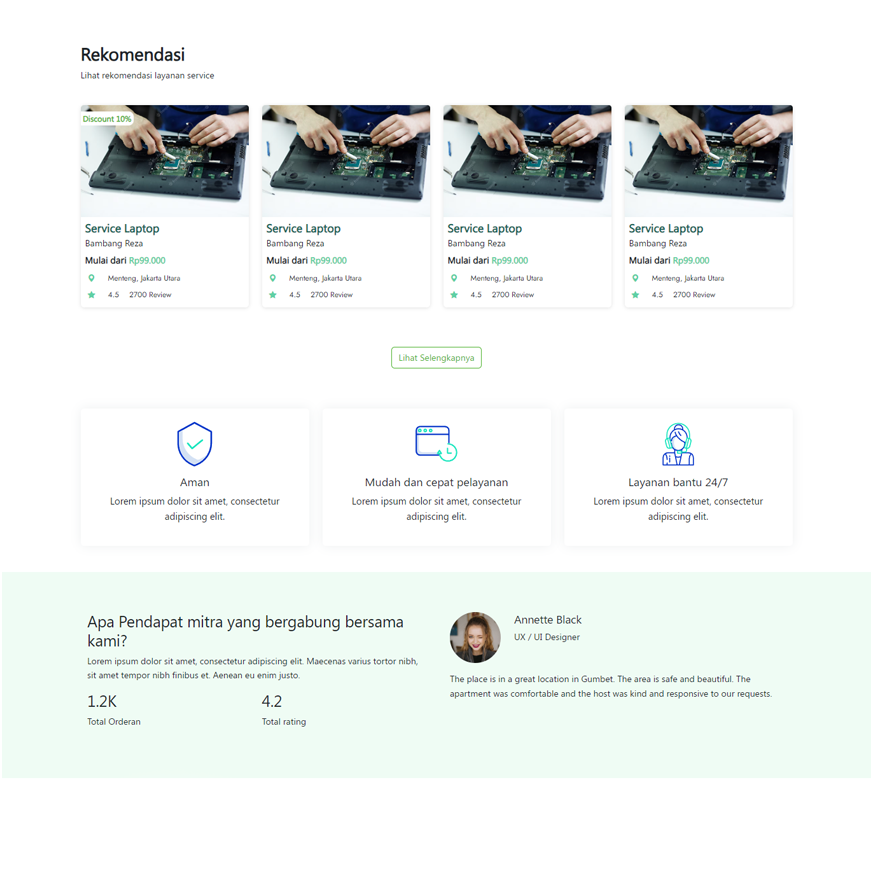 Rekomendasi
Lihat rekomendasi layanan service
Discount 10%
Service Laptop
Bambang Reza
Mulai dari Rp99.000
Menteng, Jakarta Utara
4.5 2700 Review
Service Laptop
Bambang Reza
Mulai dari Rp99.000
Menteng, Jakarta Utara
4.5 2700 Review
Service Laptop
Bambang Reza
Mulai dari Rp99.000
Menteng, Jakarta Utara
4.5 2700 Review
Service Laptop
Bambang Reza
Mulai dari Rp99.000
Menteng, Jakarta Utara
4.5 2700 Review
Lihat Selengkapnya
Aman
Lorem ipsum dolor sit amet, consectetur
adipiscing elit.
Mudah dan cepat pelayanan
Lorem ipsum dolor sit amet, consectetur
adipiscing elit.
Layanan bantu 24/7
Lorem ipsum dolor sit amet, consectetur
adipiscing elit.
Apa Pendapat mitra yang bergabung bersama
kami?
Lorem ipsum dolor sit amet, consectetur adipiscing elit. Maecenas varius tortor nibh,
sit amet tempor nibh finibus et. Aenean eu enim justo.
1.2K
Total Orderan
4.2
Total rating
Annette Black
UX / UI Designer
The place is in a great location in Gumbet. The area is safe and beautiful. The
apartment was comfortable and the host was kind and responsive to our requests.